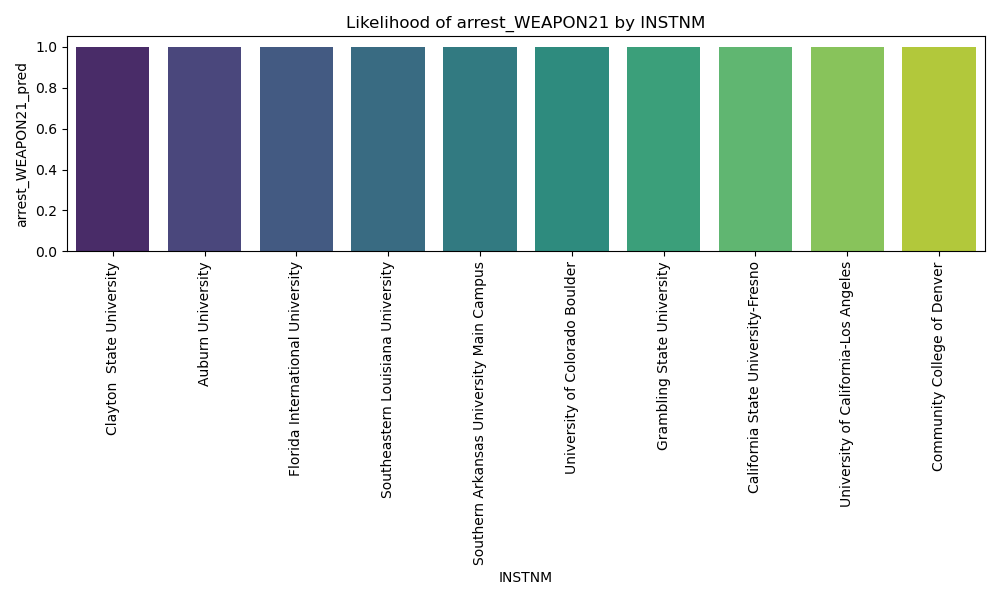 Likelihood of arrest_WEAPON21 by INSTNM
arrest_WEAPON21_pred
1.0
0.8
0.6
0.4
0.2
0.0
Clayton  State University
Auburn University
Florida International University
Southeastern Louisiana University
Southern Arkansas University Main Campus
University of Colorado Boulder
Grambling State University
California State University-Fresno
University of California-Los Angeles
Community College of Denver
INSTNM